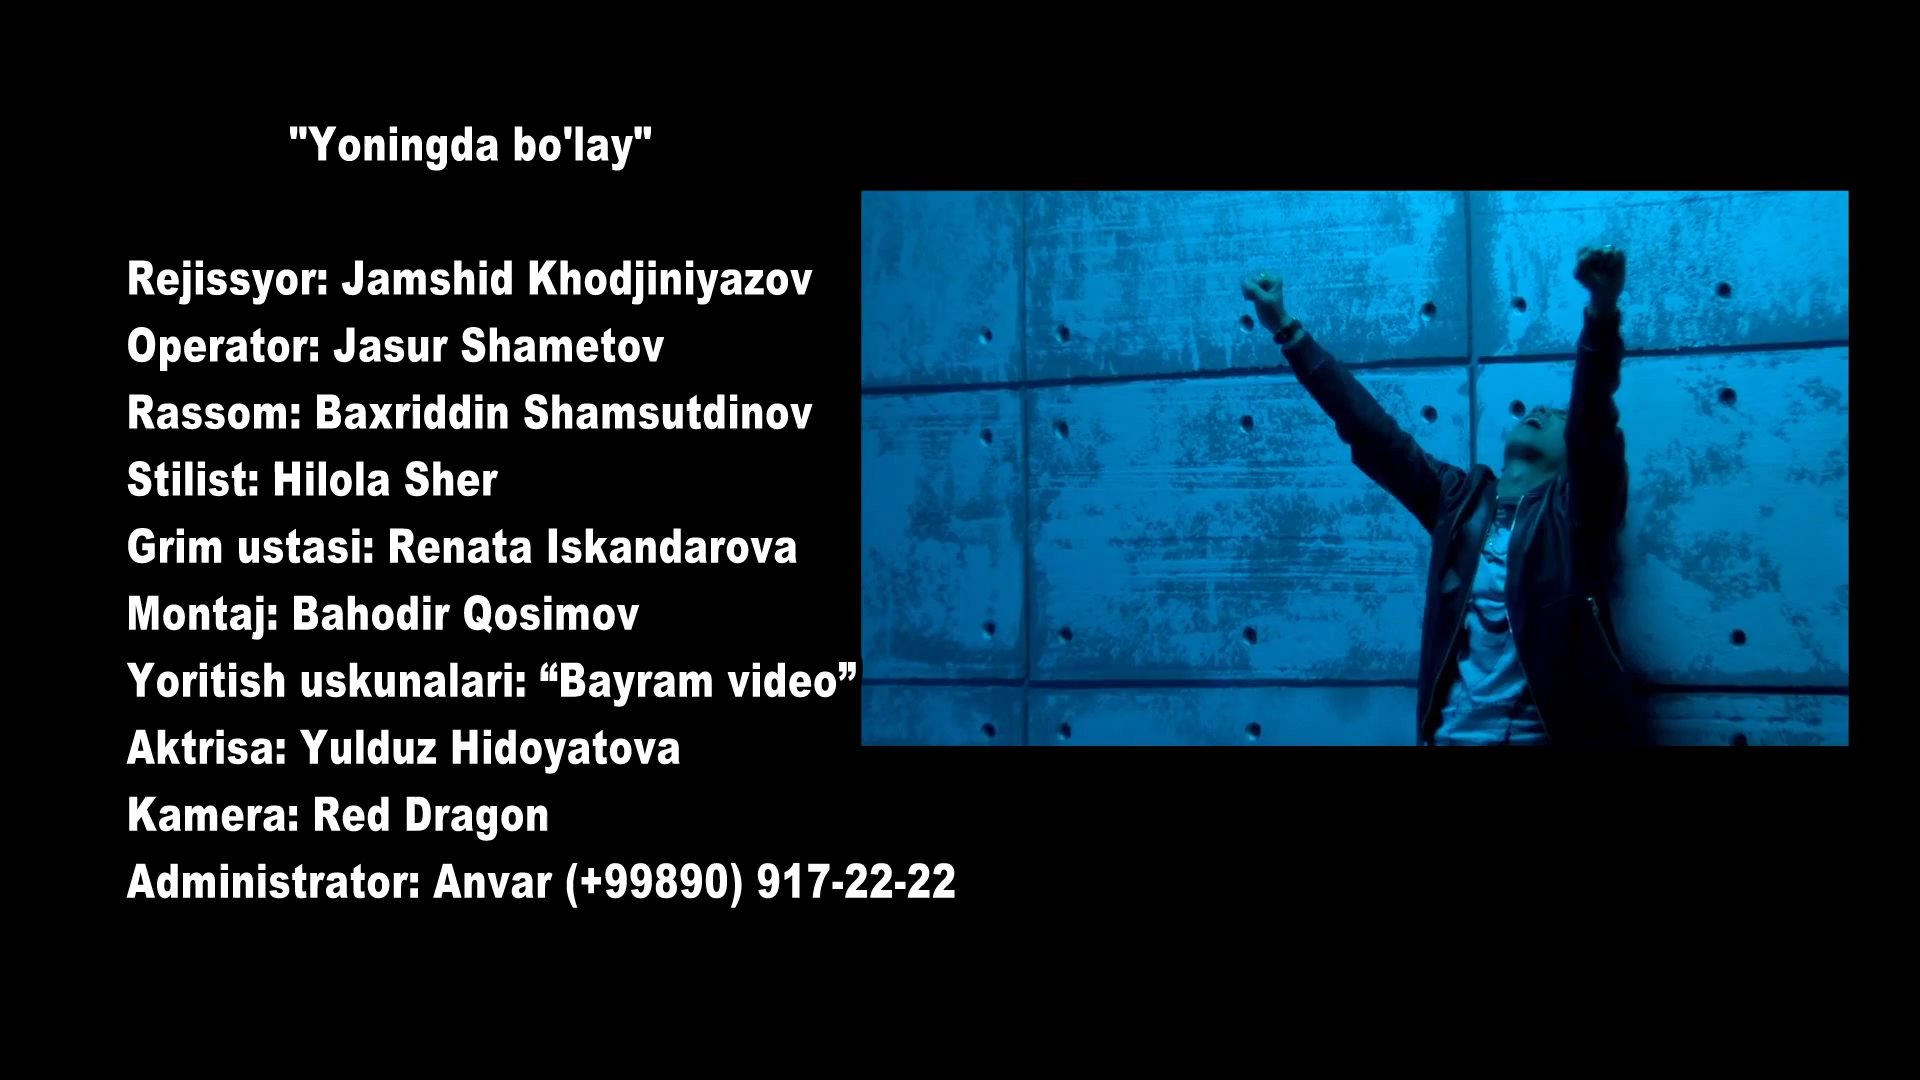 "Yoningda bo'lay"
Rejissyor: Jamshid Khodjiniyazov
Operator: Jasur Shametov
Rassom: Baxriddin Shamsutdinov
Stilist: Hilola Sher
Grim ustasi: Renata Iskandarova
Montaj: Bahodir Qosimov
Yoritish uskunalari: “Bayram video”
Aktrisa: Yulduz Hidoyatova
Kamera: Red Dragon
Administrator: Anvar (+99890) 917-22-22